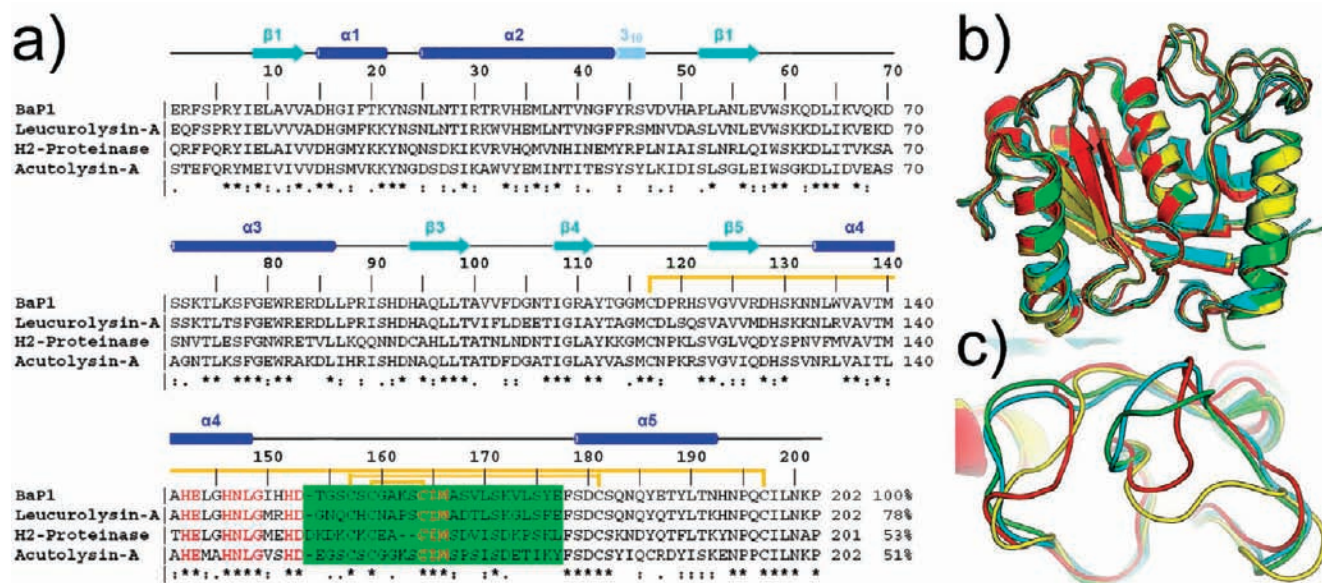 a)
β1 α1 α2 3₁₀ β1
10 20 30 40 50 60 70
BaP1 ERFSPRYIELAVVADHGIFTKYNSNLNTIRTRVHEMLNTVNGFYRSVDVHAPLANLEVWSKQDLIKVQKD 70
Leucurolysin-A EQFSPRYIELVVVADHGMFKKYNSNLNTIRKWVHEMLNTVNGFFRSMNVDASLVNLEVWSKKDLIKVEKD 70
H2-Proteinase QRFPQRYIELAIVVDHGMYKKYNQNSDKIKVRVHQMVNHINEMYRPLNIAISLNRLQIWSKKDLITVKSA 70
Acutolysin-A STEFQRYMEIVIVVDHSMVKKYNGDSDSIKAWVYEMINTITESYSYLKIDISLSGLEIWSGKDLIDVEAS 70
α3 β3 β4 β5 α4
80 90 100 110 120 130 140
BaP1 SSKTLKSFGEWRERDLLPRISHDHAQLLTAVVFDGNTIGRAYTGGMCDPRHSVGVVRDHSKNNLWVAVTM 140
Leucurolysin-A SSKTLTSFGEWRERDLLPRISHDHAQLLTVIFLDEETIGIAYTAGMCDLSQSVAVVMDHSKKNLRVAVTM 140
H2-Proteinase SNVTLESFGNWRETVLLKQQNNDCAHLLTATNLNDNTIGLAYKKGMCNPKLSVGLVQDYSPNVFMVAVTM 140
Acutolysin-A AGNTLKSFGEWRAKDLIHRISHDNAQLLTATDFDGATIGLAYVASMCNPKRSVGVIQDHSSVNRLVAITL 140
α4 α5
150 160 170 180 190 200
BaP1 AHELGHNLGIHHD-TGSCSCGAKSCIMASVLSKVLSYEFSDCSQNQYETYLTNHNPQCILNKP 202 100%
Leucurolysin-A AHELGHNLGMRHD-GNQCHCNAPSCIMADTLSKGLSFEFSDCSQNQYQTYLTKHNPQCILNKP 202 78%
H2-Proteinase THELGHNLGMEHDDKDKCKCEA--CIMSDVISDKPSKLFSDCSKNDYQTFLTKYNPQCILNAP 201 53%
Acutolysin-A AHEMAHNLGVSHD-EGSCSCGGKSCIMSPSISDETIKYFSDCSYIQCRDYISKENPPCILNKP 202 51%
b)
c)